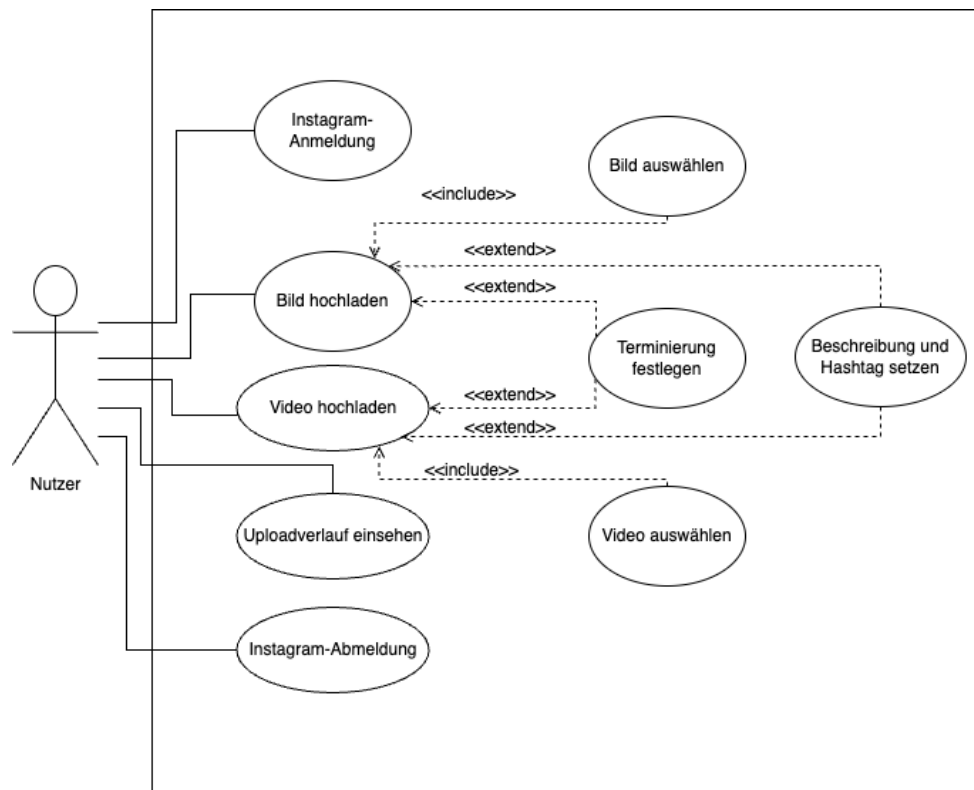 Instagram-
Anmeldung
Bild auswählen
<<include>>
<<extend>>
Bild hochladen
<<extend>>
Terminierung
festlegen
Beschreibung und
Hashtag setzen
Video hochladen
<<extend>>
<<extend>>
<<include>>
Nutzer
Uploadverlauf einsehen
Video auswählen
Instagram-Abmeldung